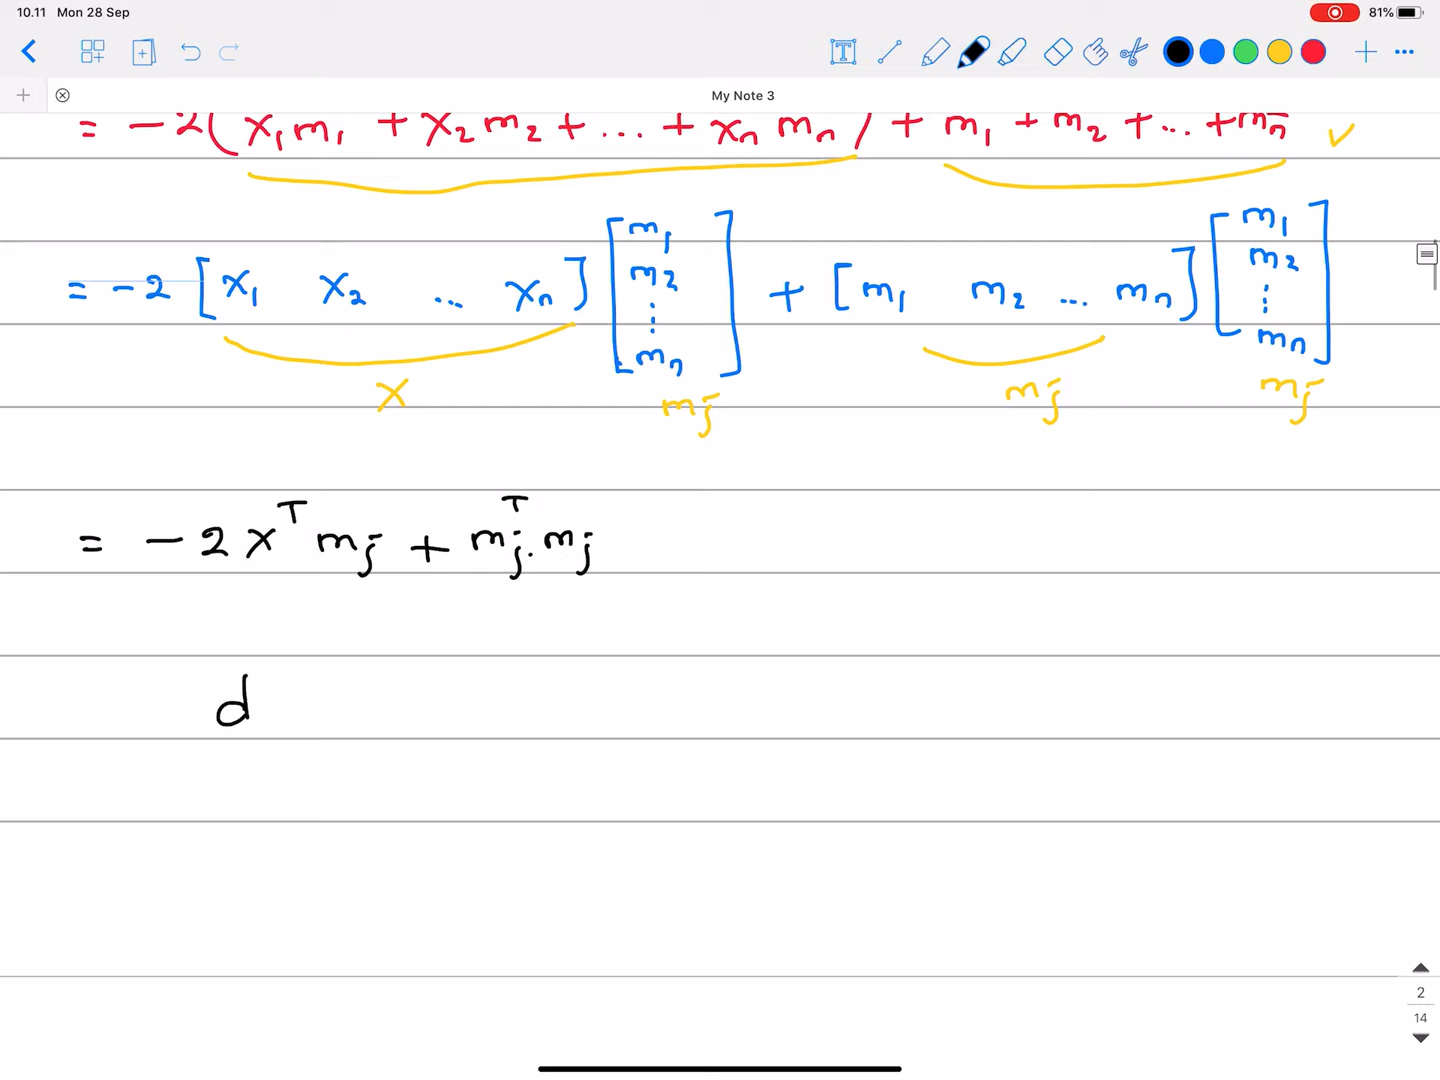 10.11 Mon 28 Sep 81%
My Note 3
= -2(x₁m₁ + x₂m₂ + ... + xₙmₙ) + m₁ + m₂ + ... + mₙ ✓
= -2 [x₁ x₂ ... xₙ] [m₁ m₂ ⋮ mₙ] + [m₁ m₂ ... mₙ] [m₁ m₂ ⋮ mₙ]
x mⱼ mⱼ mⱼ
= -2xᵀmⱼ + mⱼᵀ.mⱼ
d
2
14